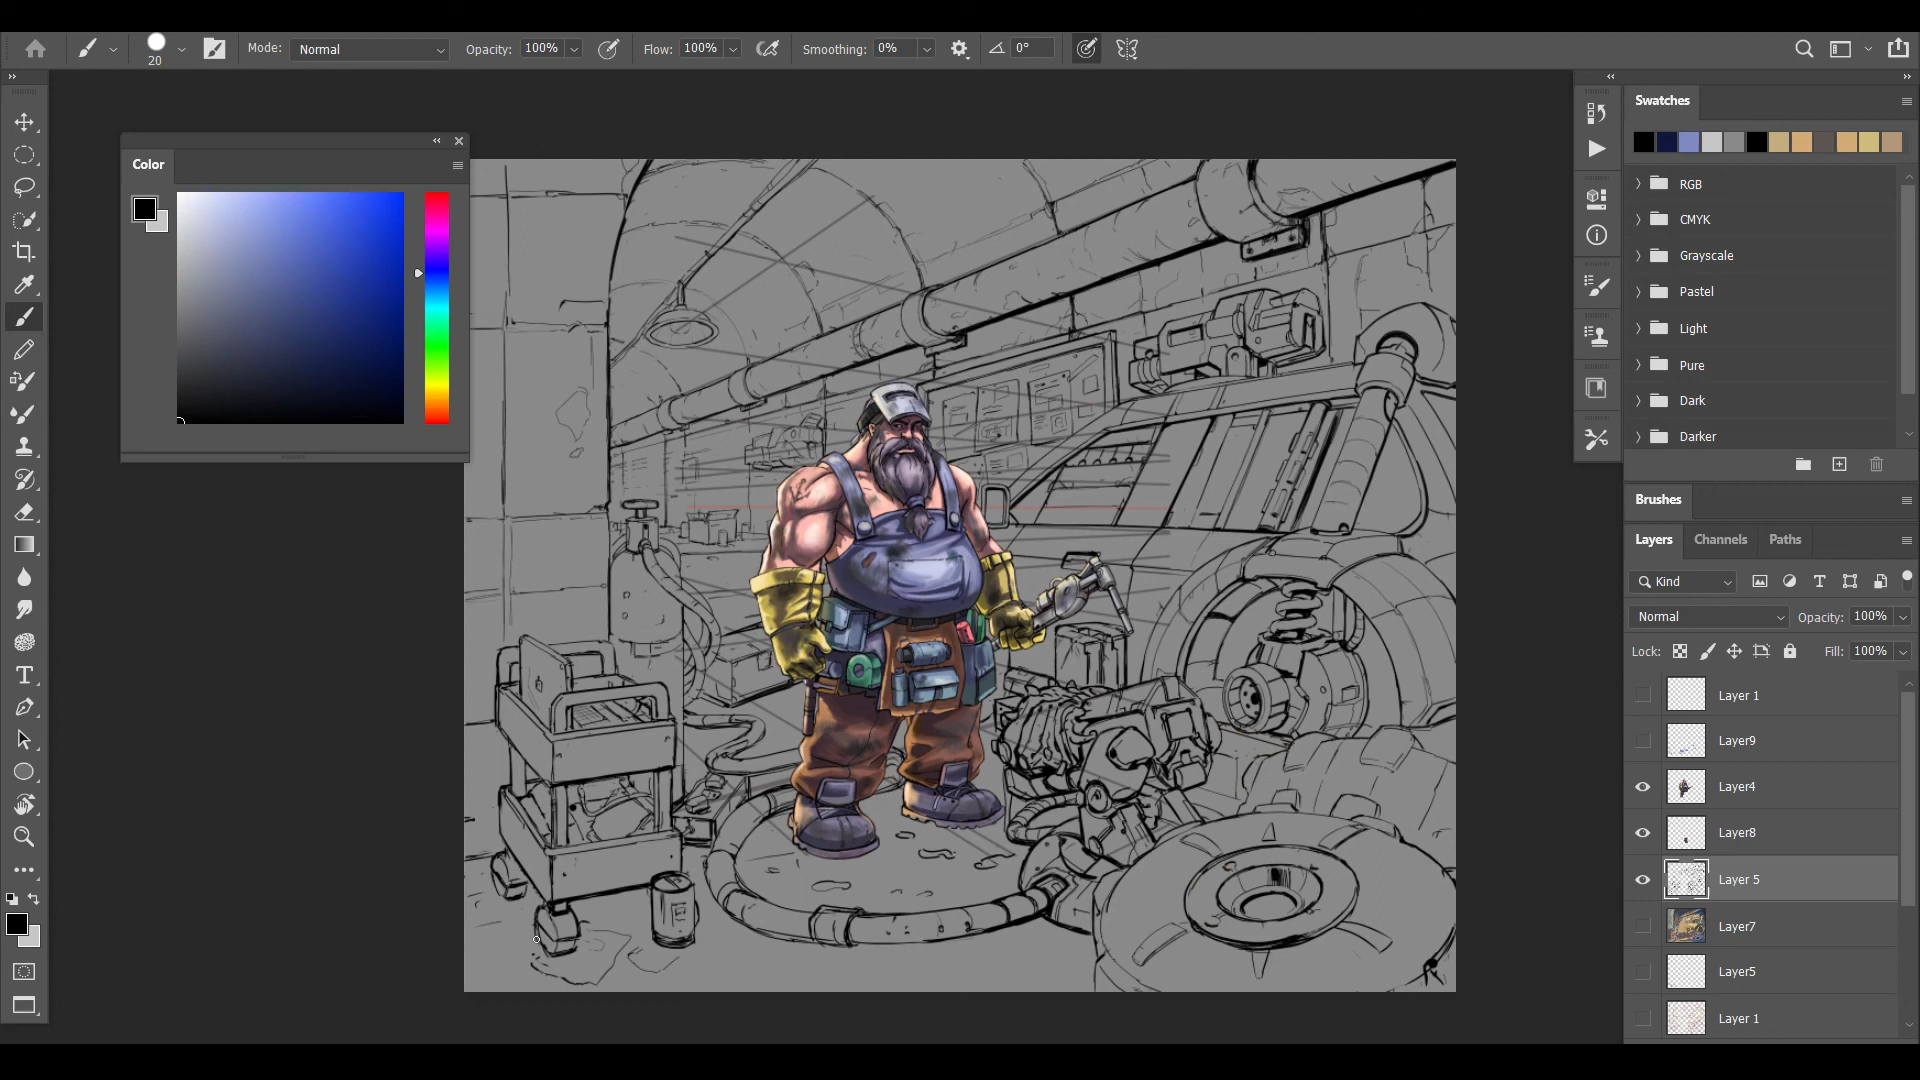 Mode: Normal Opacity: 100% Flow: 100% Smoothing: 0% 0°
20
Color
Swatches
RGB
CMYK
Grayscale
Pastel
Light
Pure
Dark
Darker
Brushes
Layers Channels Paths
Kind
Normal Opacity: 100%
Lock: Fill: 100%
Layer 1
Layer9
Layer4
Layer8
Layer 5
Layer7
Layer5
Layer 1